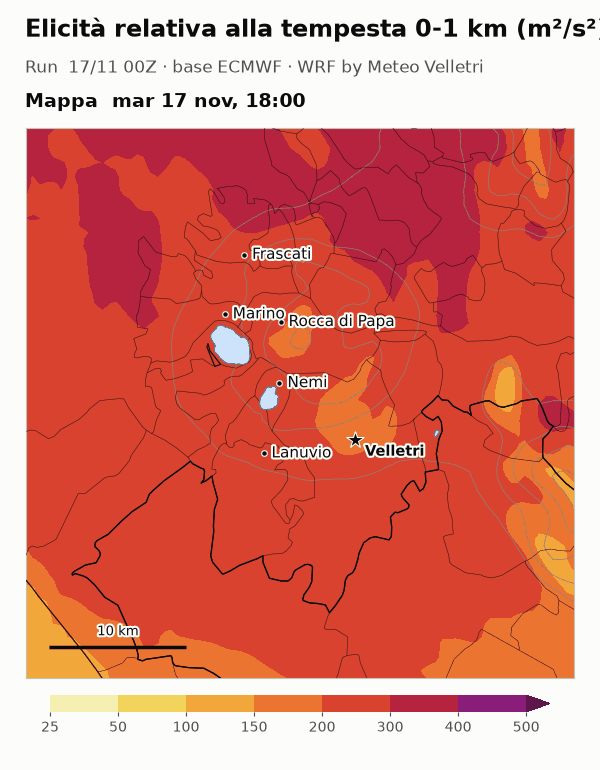 Elicità relativa alla tempesta 0-1 km (m²/s²)
Run  17/11 00Z · base ECMWF · WRF by Meteo Velletri
Mappa  mar 17 nov, 18:00
Frascati
Marino
Rocca di Papa
Nemi
Velletri
Lanuvio
10 km
25 50 100 150 200 300 400 500